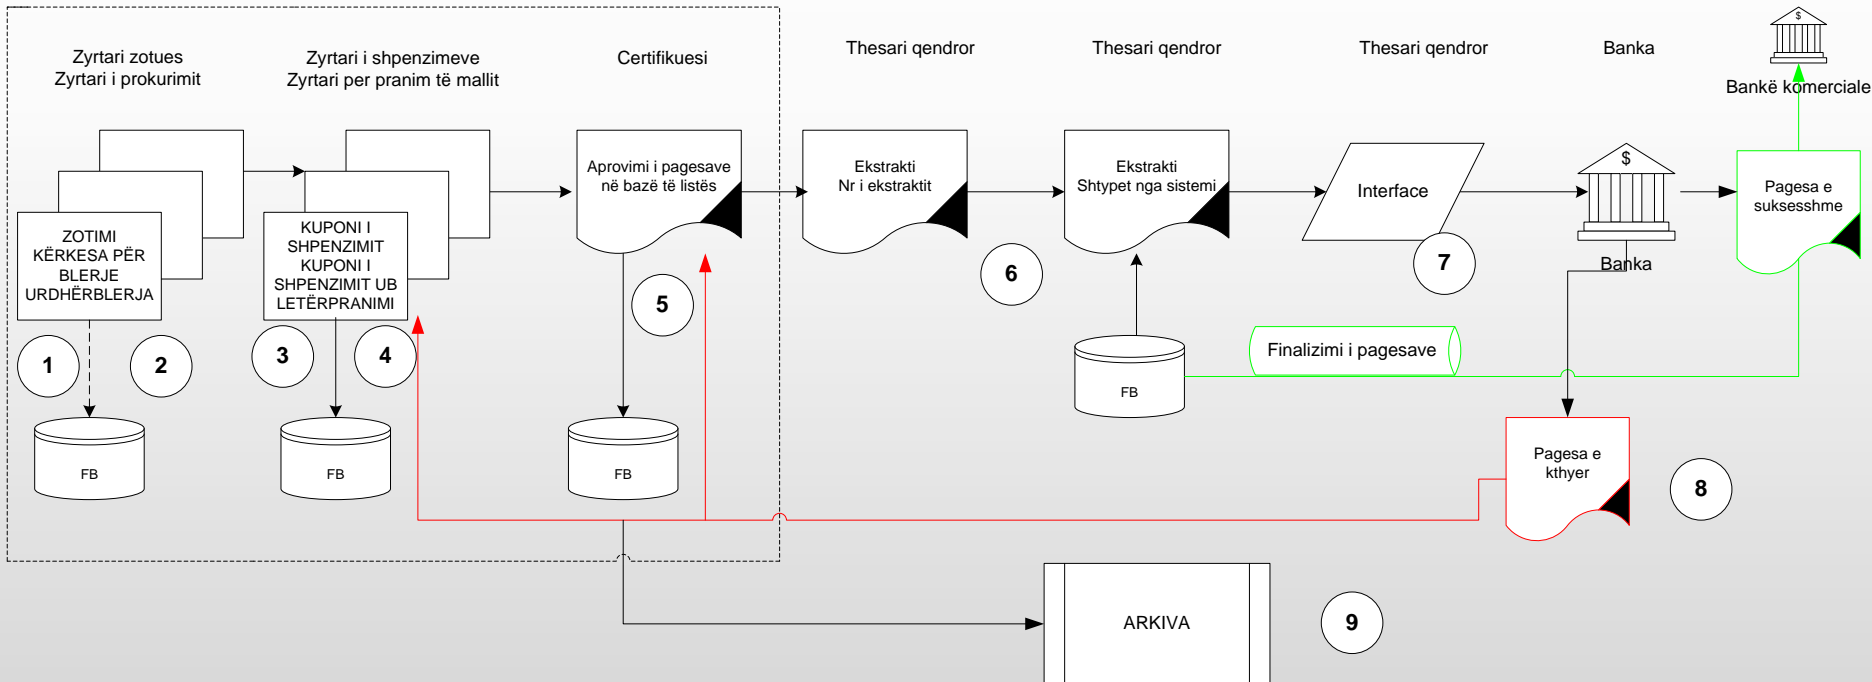 Zyrtari zotues
Zyrtari i prokurimit
Zyrtari i shpenzimeve
Zyrtari per pranim të mallit
Certifikuesi
Thesari qendror
Thesari qendror
Thesari qendror
Banka
$
Bankë komerciale
ZOTIMI
KËRKESA PËR
BLERJE
URDHËRBLERJA
KUPONI I
SHPENZIMIT
KUPONI I
SHPENZIMIT UB
LETËRPRANIMI
Aprovimi i pagesave
në bazë të listës
Ekstrakti
Nr i ekstraktit
Ekstrakti
Shtypet nga sistemi
Interface
$
Banka
Pagesa e
suksesshme
1
2
3
4
5
6
7
FB
FB
FB
FB
Finalizimi i pagesave
Pagesa e
kthyer
8
ARKIVA
9